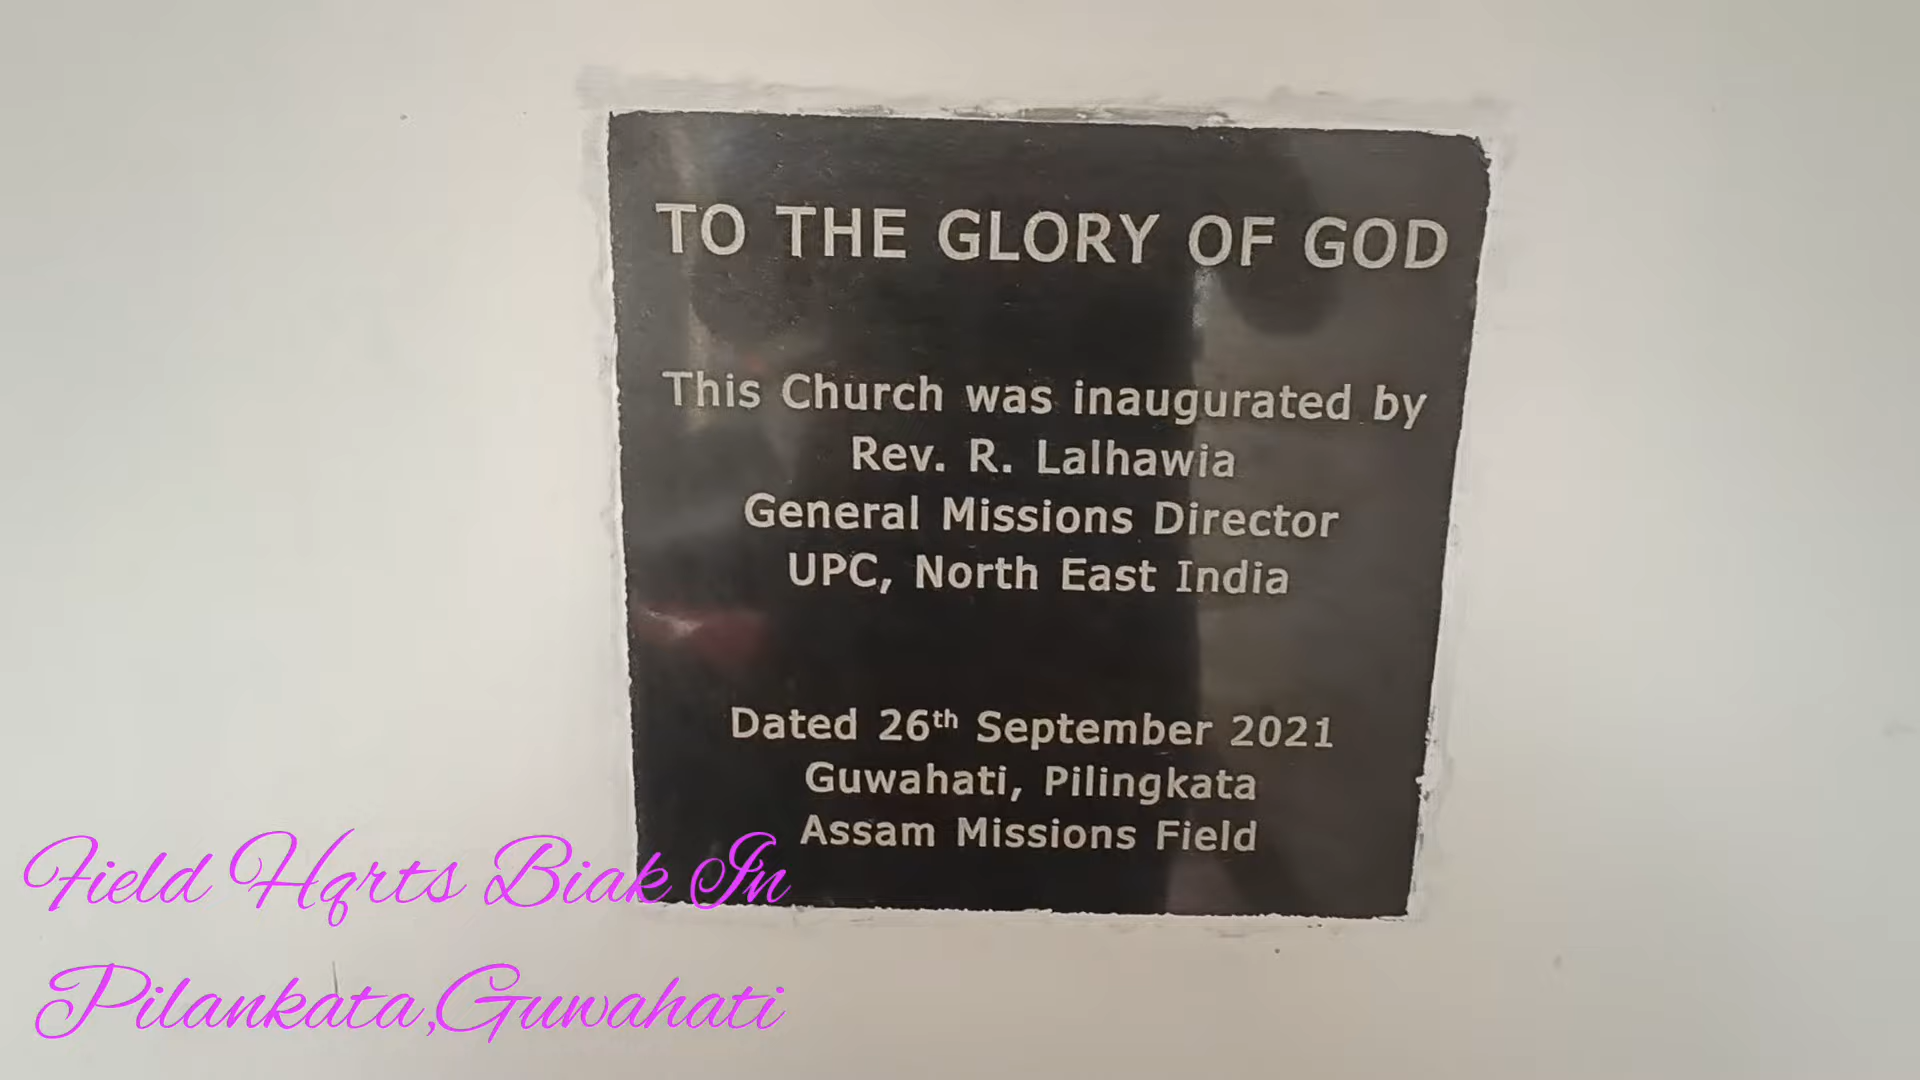 TO THE GLORY OF GOD
This Church was inaugurated by
Rev. R. Lalhawia
General Missions Director
UPC, North East India
Dated 26th September 2021
Guwahati, Pilingkata
Assam Missions Field
Field Hqrts Biak In
Pilankata,Guwahati